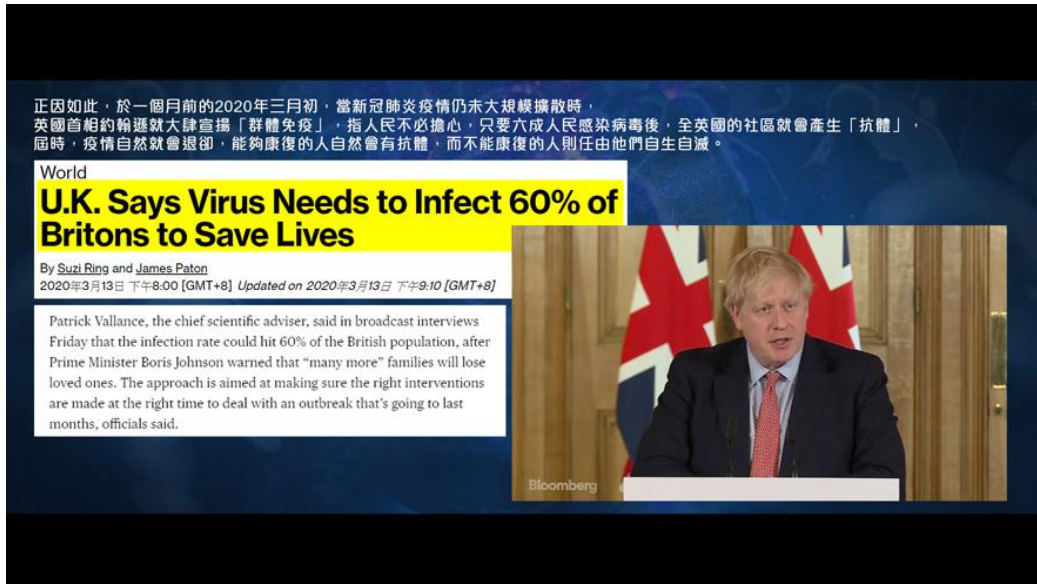 正因如此，於一個月前的2020年三月初，當新冠肺炎疫情仍未大規模擴散時，
英國首相約翰遜就大肆宣揚「群體免疫」，指人民不必擔心，只要六成人民感染病毒後，全英國的社區就會產生「抗體」，
屆時，疫情自然就會退卻，能夠康復的人自然會有抗體，而不能康復的人則任由他們自生自滅。
World
U.K. Says Virus Needs to Infect 60% of
Britons to Save Lives
By Suzi Ring and James Paton
2020年3月13日 下午8:00 [GMT+8] Updated on 2020年3月13日 下午9:10 [GMT+8]
Patrick Vallance, the chief scientific adviser, said in broadcast interviews
Friday that the infection rate could hit 60% of the British population, after
Prime Minister Boris Johnson warned that “many more” families will lose
loved ones. The approach is aimed at making sure the right interventions
are made at the right time to deal with an outbreak that’s going to last
months, officials said.
Bloomberg